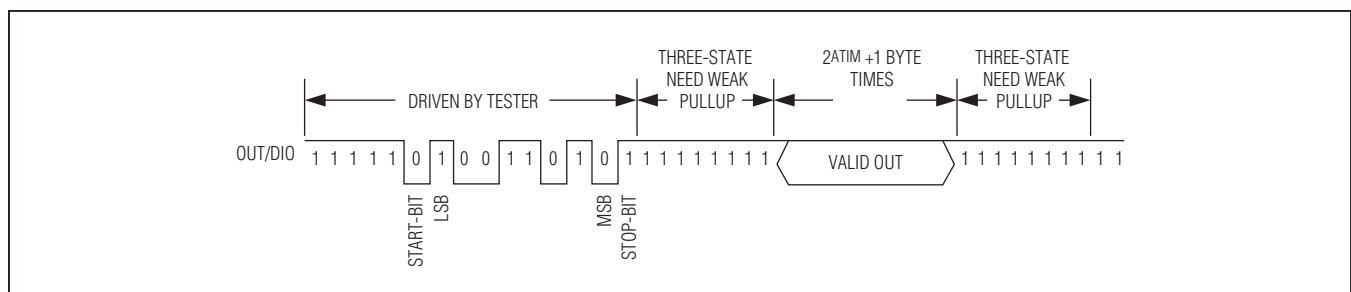 THREE-STATE
NEED WEAK
PULLUP
2ATIM +1 BYTE
TIMES
THREE-STATE
NEED WEAK
PULLUP
DRIVEN BY TESTER
OUT/DIO
1 1 1 1 1 0 1 0 0 1 1 0 1 0 1 1 1 1 1 1 1 1 VALID OUT 1 1 1 1 1 1 1 1 1 1
START-BIT
LSB
MSB
STOP-BIT